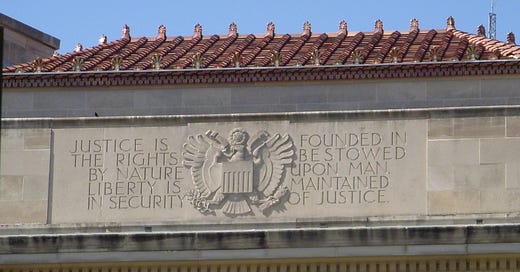 JUSTICE IS FOUNDED IN
THE RIGHTS BESTOWED
BY NATURE UPON MAN.
LIBERTY IS MAINTAINED
IN SECURITY OF JUSTICE.